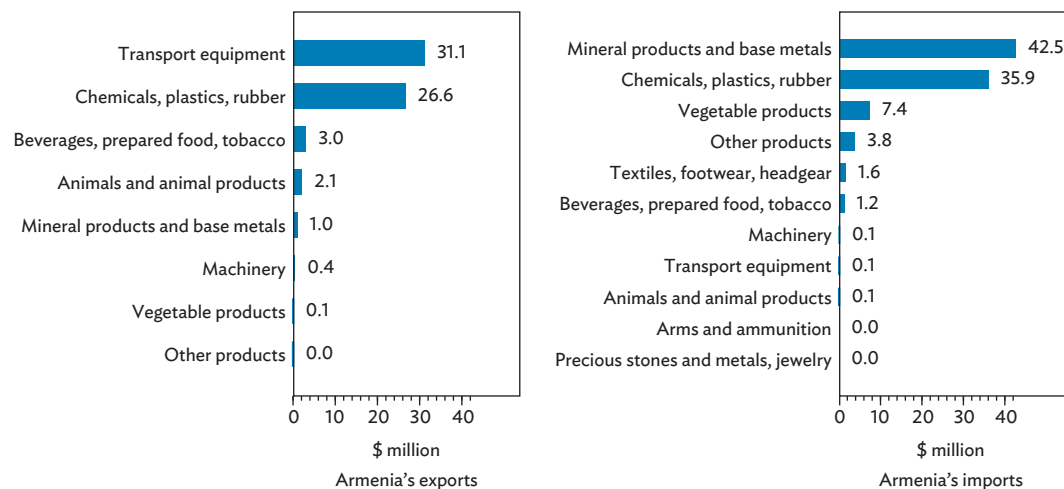 Transport equipment 31.1
Chemicals, plastics, rubber 26.6
Beverages, prepared food, tobacco 3.0
Animals and animal products 2.1
Mineral products and base metals 1.0
Machinery 0.4
Vegetable products 0.1
Other products 0.0
0 10 20 30 40
$ million
Armenia’s exports
Mineral products and base metals 42.5
Chemicals, plastics, rubber 35.9
Vegetable products 7.4
Other products 3.8
Textiles, footwear, headgear 1.6
Beverages, prepared food, tobacco 1.2
Machinery 0.1
Transport equipment 0.1
Animals and animal products 0.1
Arms and ammunition 0.0
Precious stones and metals, jewelry 0.0
0 10 20 30 40
$ million
Armenia’s imports